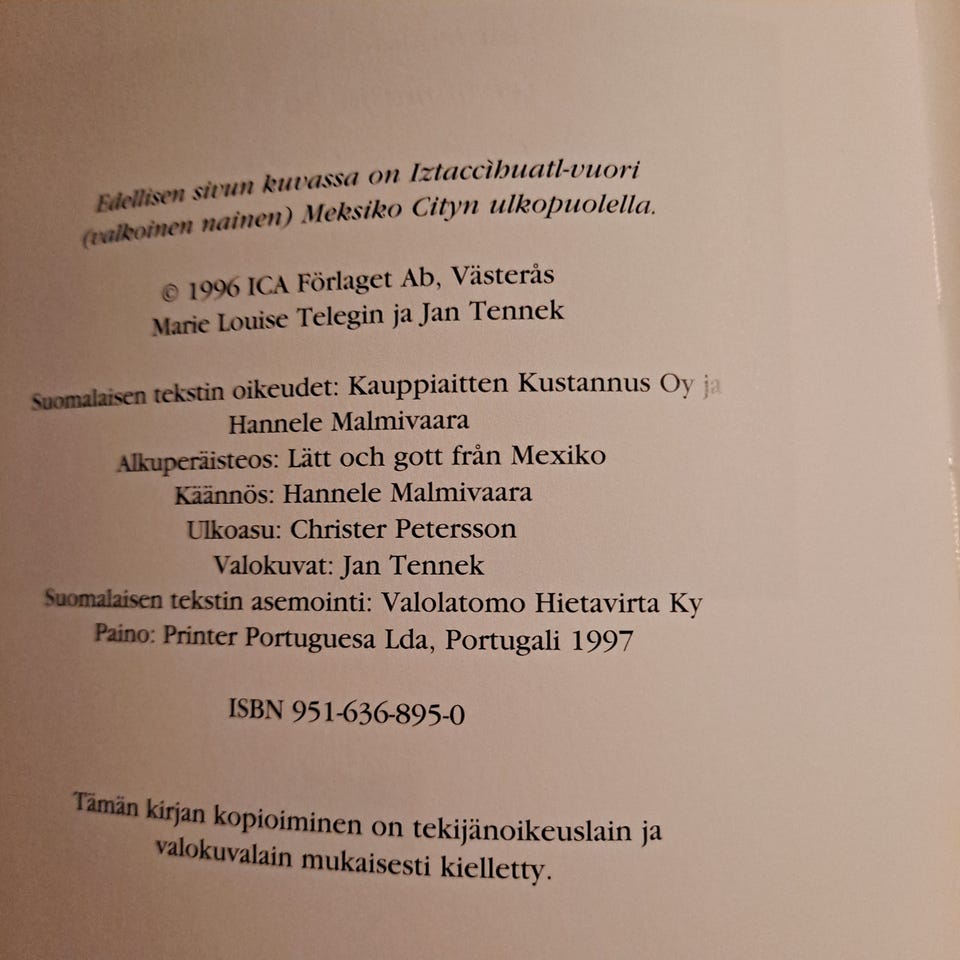 Edellisen sivun kuvassa on Iztaccìhuatl-vuori
(valkoinen nainen) Meksiko Cityn ulkopuolella.
© 1996 ICA Förlaget Ab, Västerås
Marie Louise Telegin ja Jan Tennek
Suomalaisen tekstin oikeudet: Kauppiaitten Kustannus Oy ja
Hannele Malmivaara
Alkuperäisteos: Lätt och gott från Mexiko
Käännös: Hannele Malmivaara
Ulkoasu: Christer Petersson
Valokuvat: Jan Tennek
Suomalaisen tekstin asemointi: Valolatomo Hietavirta Ky
Paino: Printer Portuguesa Lda, Portugali 1997
ISBN 951-636-895-0
Tämän kirjan kopioiminen on tekijänoikeuslain ja
valokuvalain mukaisesti kielletty.